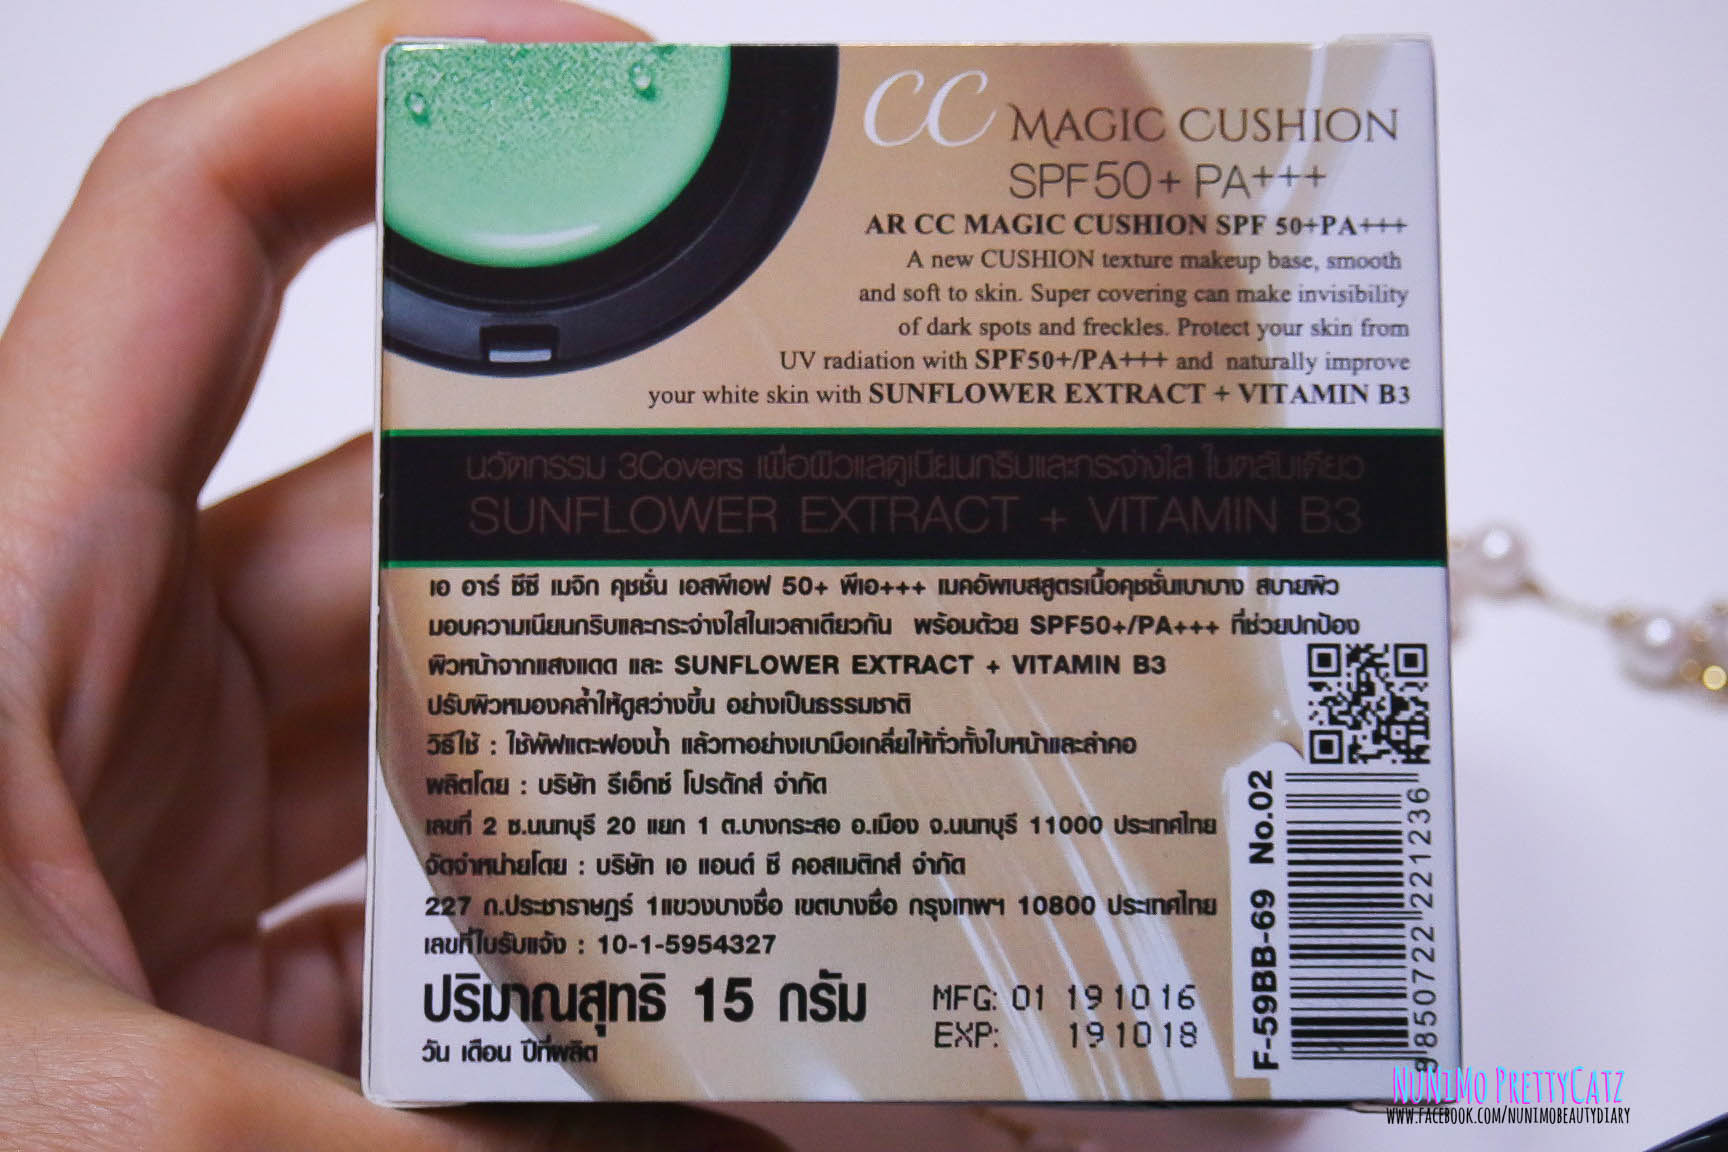 CC MAGIC CUSHION
SPF50+ PA+++
AR CC MAGIC CUSHION SPF 50+PA+++
A new CUSHION texture makeup base, smooth
and soft to skin. Super covering can make invisibility
of dark spots and freckles. Protect your skin from
UV radiation with SPF50+/PA+++ and naturally improve
your white skin with SUNFLOWER EXTRACT + VITAMIN B3
นวัตกรรม 3Covers เพื่อผิวแลดูเนียนกริบและกระจ่างใส ในตลับเดียว
SUNFLOWER EXTRACT + VITAMIN B3
เอ อาร์ ซีซี เมจิก คุชชั่น เอสพีเอฟ 50+ พีเอ+++ เมคอัพเบสสูตรเนื้อคุชชั่นเบาบาง สบายผิว
มอบความเนียนกริบและกระจ่างใสในเวลาเดียวกัน พร้อมด้วย SPF50+/PA+++ ที่ช่วยปกป้อง
ผิวหน้าจากแสงแดด และ SUNFLOWER EXTRACT + VITAMIN B3
ปรับผิวหมองคล้ำให้ดูสว่างขึ้น อย่างเป็นธรรมชาติ
วิธีใช้ : ใช้พัฟแตะฟองน้ำ แล้วทาอย่างเบามือเกลี่ยให้ทั่วทั้งใบหน้าและลำคอ
ผลิตโดย : บริษัท รีเอ็กซ์ โปรดักส์ จำกัด
เลขที่ 2 ซ.นนทบุรี 20 แยก 1 ต.บางกระสอ อ.เมือง จ.นนทบุรี 11000 ประเทศไทย
จัดจำหน่ายโดย : บริษัท เอ แอนด์ ซี คอสเมติกส์ จำกัด
227 ถ.ประชาราษฎร์ 1แขวงบางซื่อ เขตบางซื่อ กรุงเทพฯ 10800 ประเทศไทย
เลขที่ใบรับแจ้ง : 10-1-5954327
ปริมาณสุทธิ 15 กรัม
วัน เดือน ปีที่ผลิต
MFG: 01 191016
EXP: 191018
F-59BB-69 No.02
9850722221236
NUNIMO PRETTYCATZ
WWW.FACEBOOK.COM/NUNIMOBEAUTYDIARY